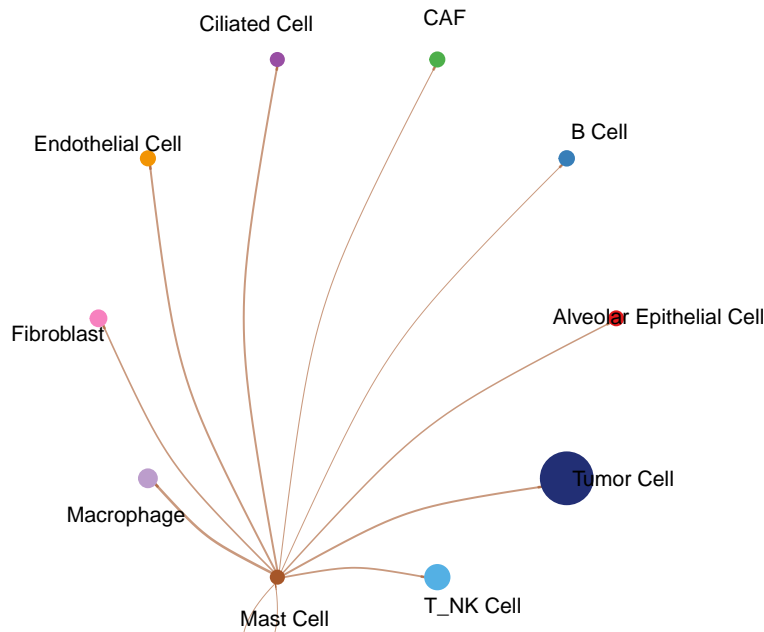 Ciliated Cell
CAF
Endothelial Cell
B Cell
Fibroblast
Alveolar Epithelial Cell
Macrophage
Tumor Cell
Mast Cell
T_NK Cell